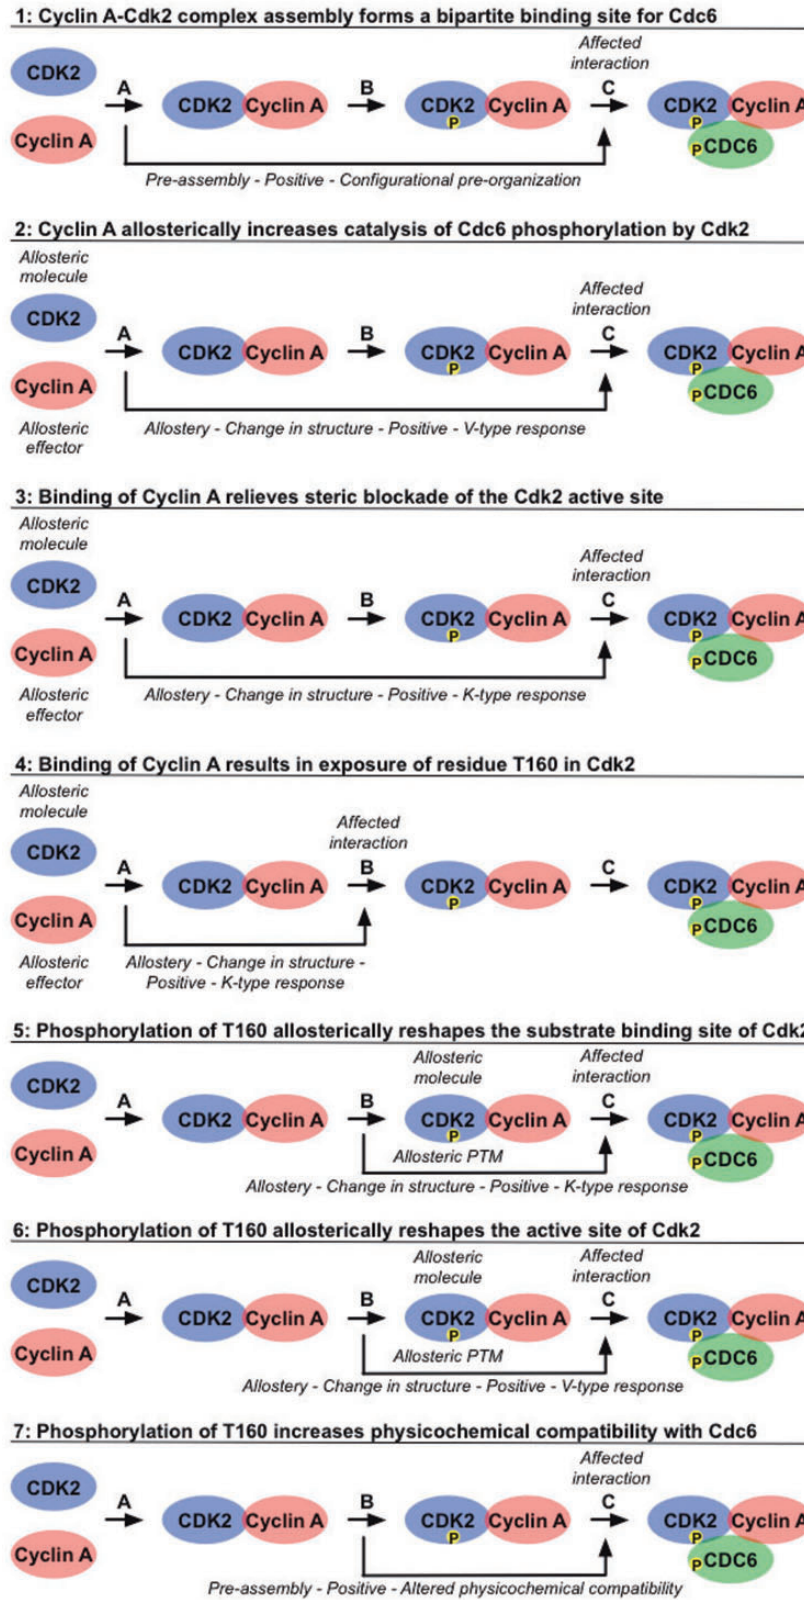 1: Cyclin A-Cdk2 complex assembly forms a bipartite binding site for Cdc6
Affected
interaction
CDK2
A
B
C
CDK2 Cyclin A
CDK2 Cyclin A
P
CDK2 Cyclin A
P
Cyclin A
P CDC6
Pre-assembly - Positive - Configurational pre-organization
2: Cyclin A allosterically increases catalysis of Cdc6 phosphorylation by Cdk2
Allosteric
molecule
Affected
interaction
CDK2
A
B
C
CDK2 Cyclin A
CDK2 Cyclin A
P
CDK2 Cyclin A
P
Cyclin A
P CDC6
Allosteric
effector
Allostery - Change in structure - Positive - V-type response
3: Binding of Cyclin A relieves steric blockade of the Cdk2 active site
Allosteric
molecule
Affected
interaction
CDK2
A
B
C
CDK2 Cyclin A
CDK2 Cyclin A
P
CDK2 Cyclin A
P
Cyclin A
P CDC6
Allosteric
effector
Allostery - Change in structure - Positive - K-type response
4: Binding of Cyclin A results in exposure of residue T160 in Cdk2
Allosteric
molecule
Affected
interaction
CDK2
A
B
C
CDK2 Cyclin A
CDK2 Cyclin A
P
CDK2 Cyclin A
P
Cyclin A
P CDC6
Allosteric
effector
Allostery - Change in structure -
Positive - K-type response
5: Phosphorylation of T160 allosterically reshapes the substrate binding site of Cdk2
Allosteric
molecule
Affected
interaction
CDK2
A
B
C
CDK2 Cyclin A
CDK2 Cyclin A
P
CDK2 Cyclin A
P
Cyclin A
P CDC6
Allosteric PTM
Allostery - Change in structure - Positive - K-type response
6: Phosphorylation of T160 allosterically reshapes the active site of Cdk2
Allosteric
molecule
Affected
interaction
CDK2
A
B
C
CDK2 Cyclin A
CDK2 Cyclin A
P
CDK2 Cyclin A
P
Cyclin A
P CDC6
Allosteric PTM
Allostery - Change in structure - Positive - V-type response
7: Phosphorylation of T160 increases physicochemical compatibility with Cdc6
Affected
interaction
CDK2
A
B
C
CDK2 Cyclin A
CDK2 Cyclin A
P
CDK2 Cyclin A
P
Cyclin A
P CDC6
Pre-assembly - Positive - Altered physicochemical compatibility